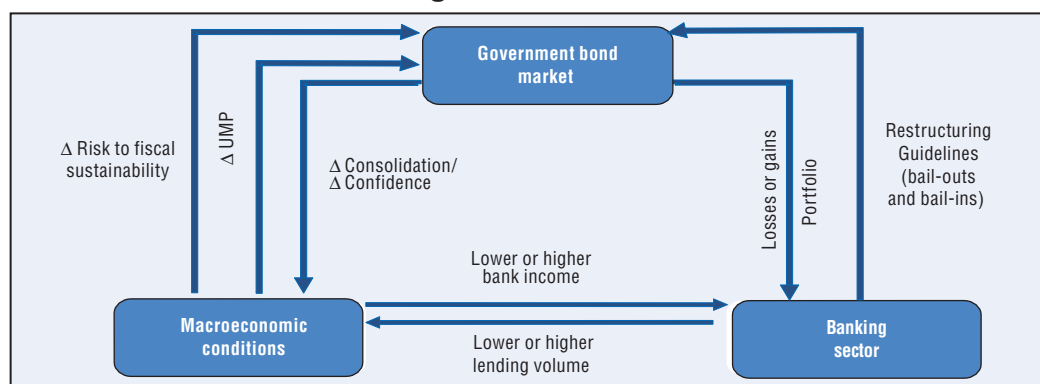 Government bond
market
Δ Risk to fiscal
sustainability
Δ UMP
Δ Consolidation/
Δ Confidence
Losses or gains
Portfolio
Restructuring
Guidelines
(bail-outs
and bail-ins)
Lower or higher
bank income
Macroeconomic
conditions
Lower or higher
lending volume
Banking
sector